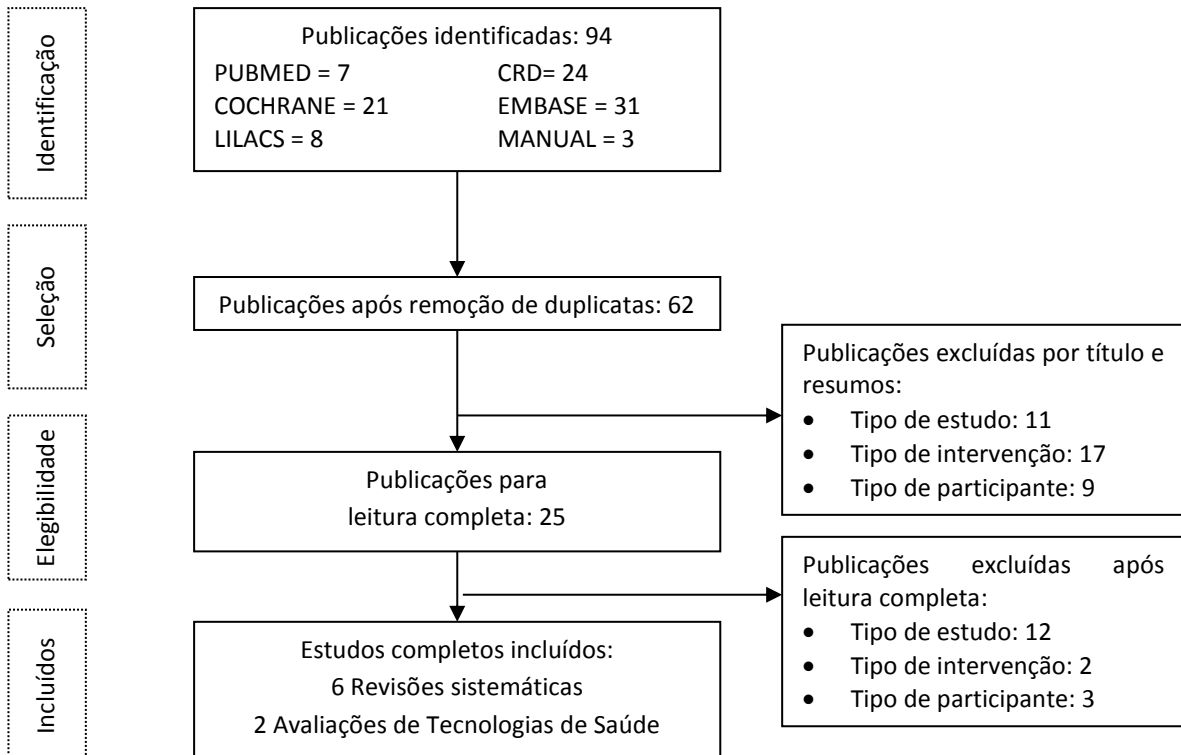 Identificação
Publicações identificadas: 94
PUBMED = 7 CRD= 24
COCHRANE = 21 EMBASE = 31
LILACS = 8 MANUAL = 3
Seleção
Publicações após remoção de duplicatas: 62
Publicações excluídas por título e
resumos:
• Tipo de estudo: 11
• Tipo de intervenção: 17
• Tipo de participante: 9
Elegibilidade
Publicações para
leitura completa: 25
Publicações excluídas após
leitura completa:
• Tipo de estudo: 12
• Tipo de intervenção: 2
• Tipo de participante: 3
Incluídos
Estudos completos incluídos:
6 Revisões sistemáticas
2 Avaliações de Tecnologias de Saúde